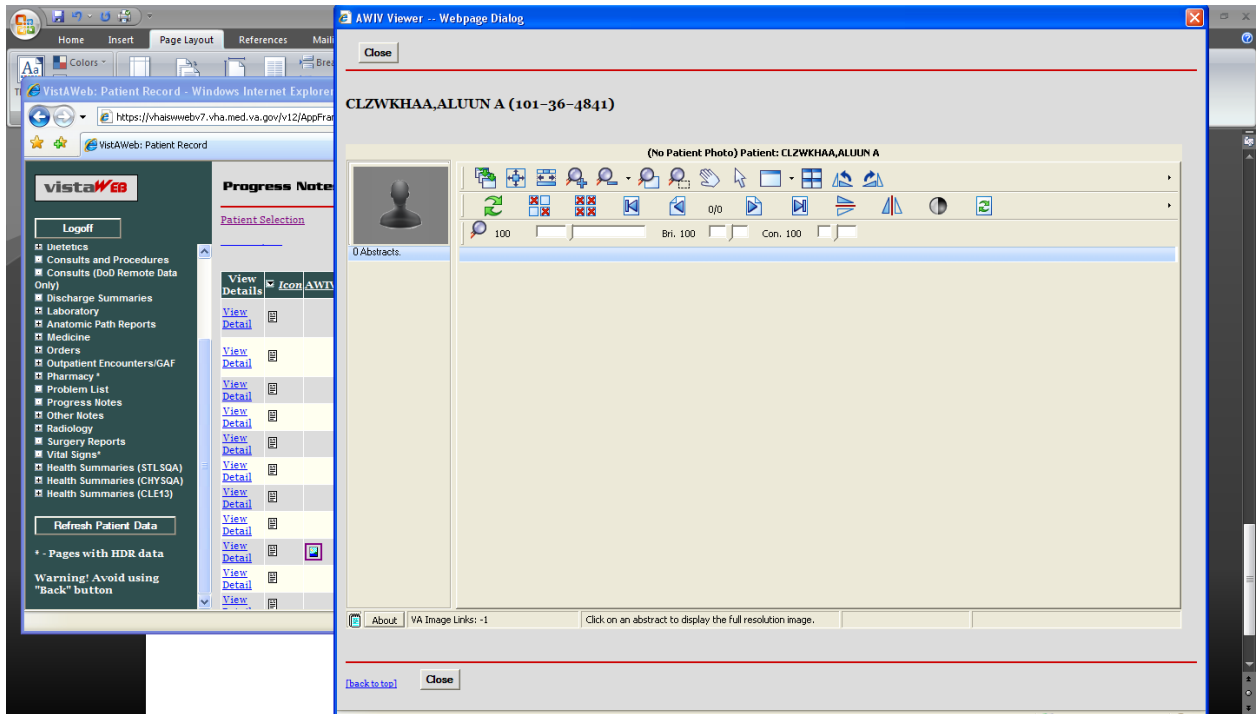 AWIV Viewer -- Webpage Dialog
Home Insert Page Layout References Maili
Close
Aa
Colors
Brea
VistAWeb: Patient Record - Windows Internet Explorer
CLZWKHAA,ALUUN A (101-36-4841)
https://vhaiswwebv7.vha.med.va.gov/v12/AppFra
VistAWeb: Patient Record
(No Patient Photo) Patient: CLZWKHAA,ALUUN A
vistaWEB
Progress Note
Patient Selection
0/0
Logoff
100
Bri. 100
Con. 100
0 Abstracts.
Dietetics
Consults and Procedures
Consults (DoD Remote Data Only)
Discharge Summaries
Laboratory
Anatomic Path Reports
Medicine
Orders
Outpatient Encounters/GAF
Pharmacy *
Problem List
Progress Notes
Other Notes
Radiology
Surgery Reports
Vital Signs*
Health Summaries (STLSQA)
Health Summaries (CHYSQA)
Health Summaries (CLE13)
Refresh Patient Data
* - Pages with HDR data
Warning! Avoid using
"Back" button
View Details Icon AWIV
View Detail
View Detail
View Detail
View Detail
View Detail
View Detail
View Detail
View Detail
View Detail
View Detail
View
About VA Image Links: -1 Click on an abstract to display the full resolution image.
[back to top]
Close